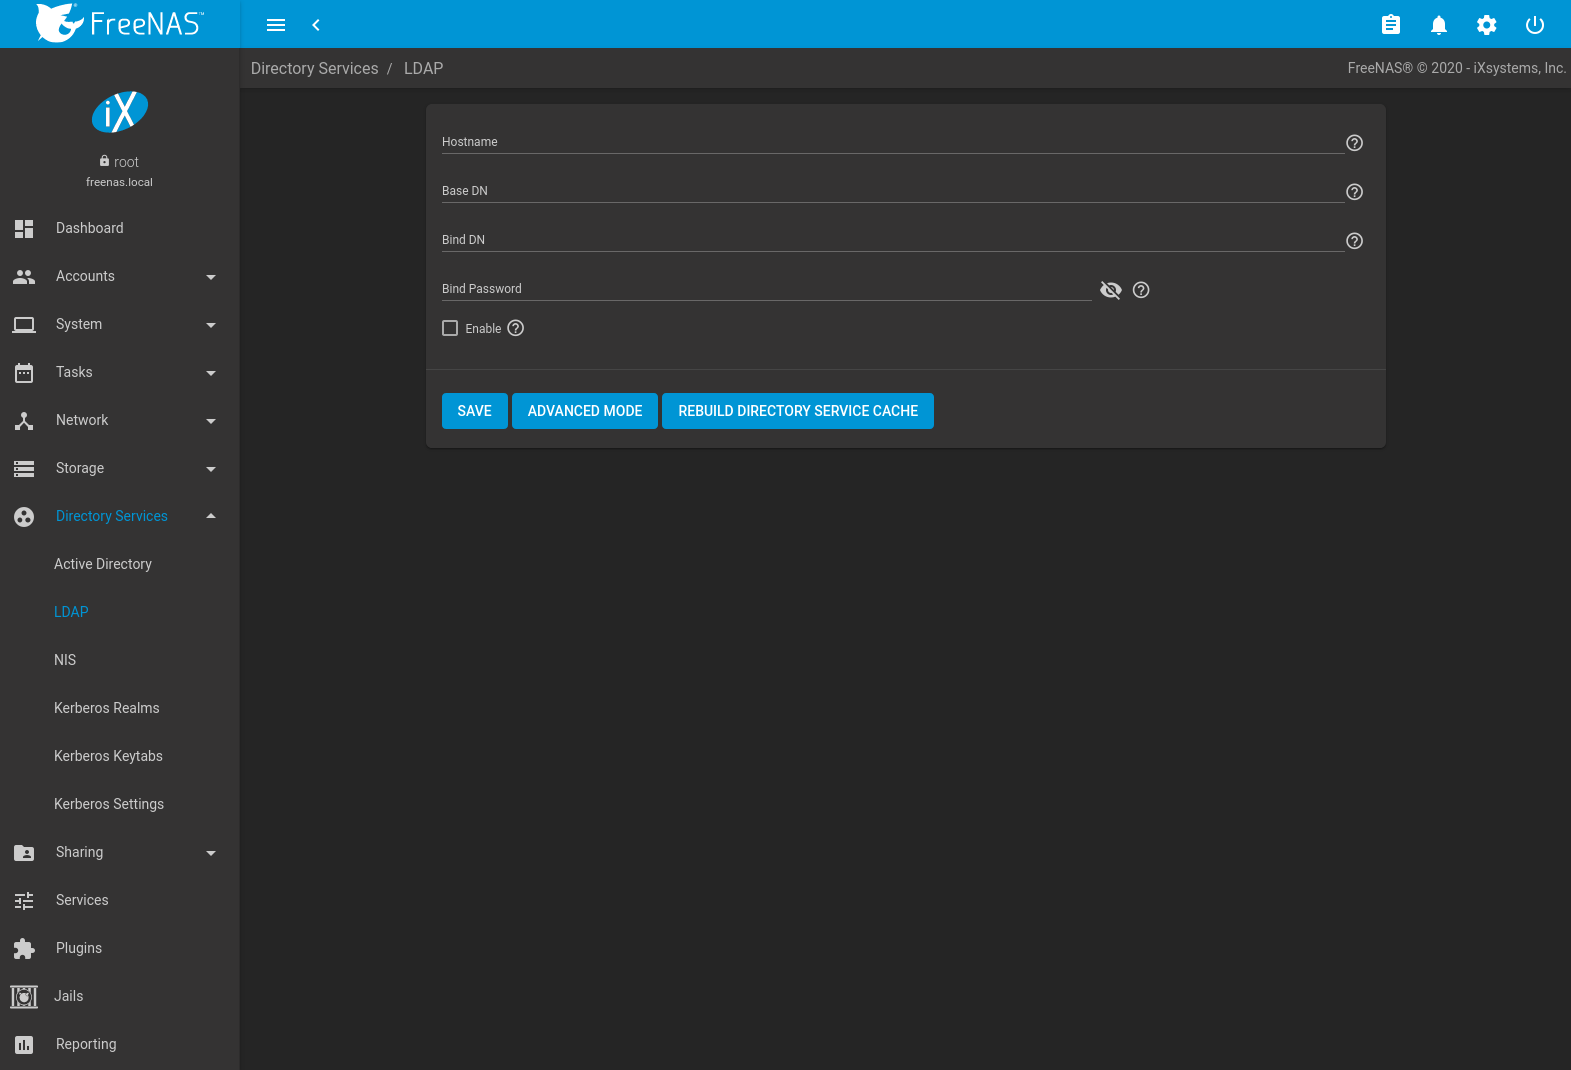 FreeNAS™
Directory Services / LDAP
FreeNAS® © 2020 - iXsystems, Inc.
iX
root
freenas.local
Dashboard
Accounts
System
Tasks
Network
Storage
Directory Services
Active Directory
LDAP
NIS
Kerberos Realms
Kerberos Keytabs
Kerberos Settings
Sharing
Services
Plugins
Jails
Reporting
Hostname
Base DN
Bind DN
Bind Password
Enable
SAVE
ADVANCED MODE
REBUILD DIRECTORY SERVICE CACHE